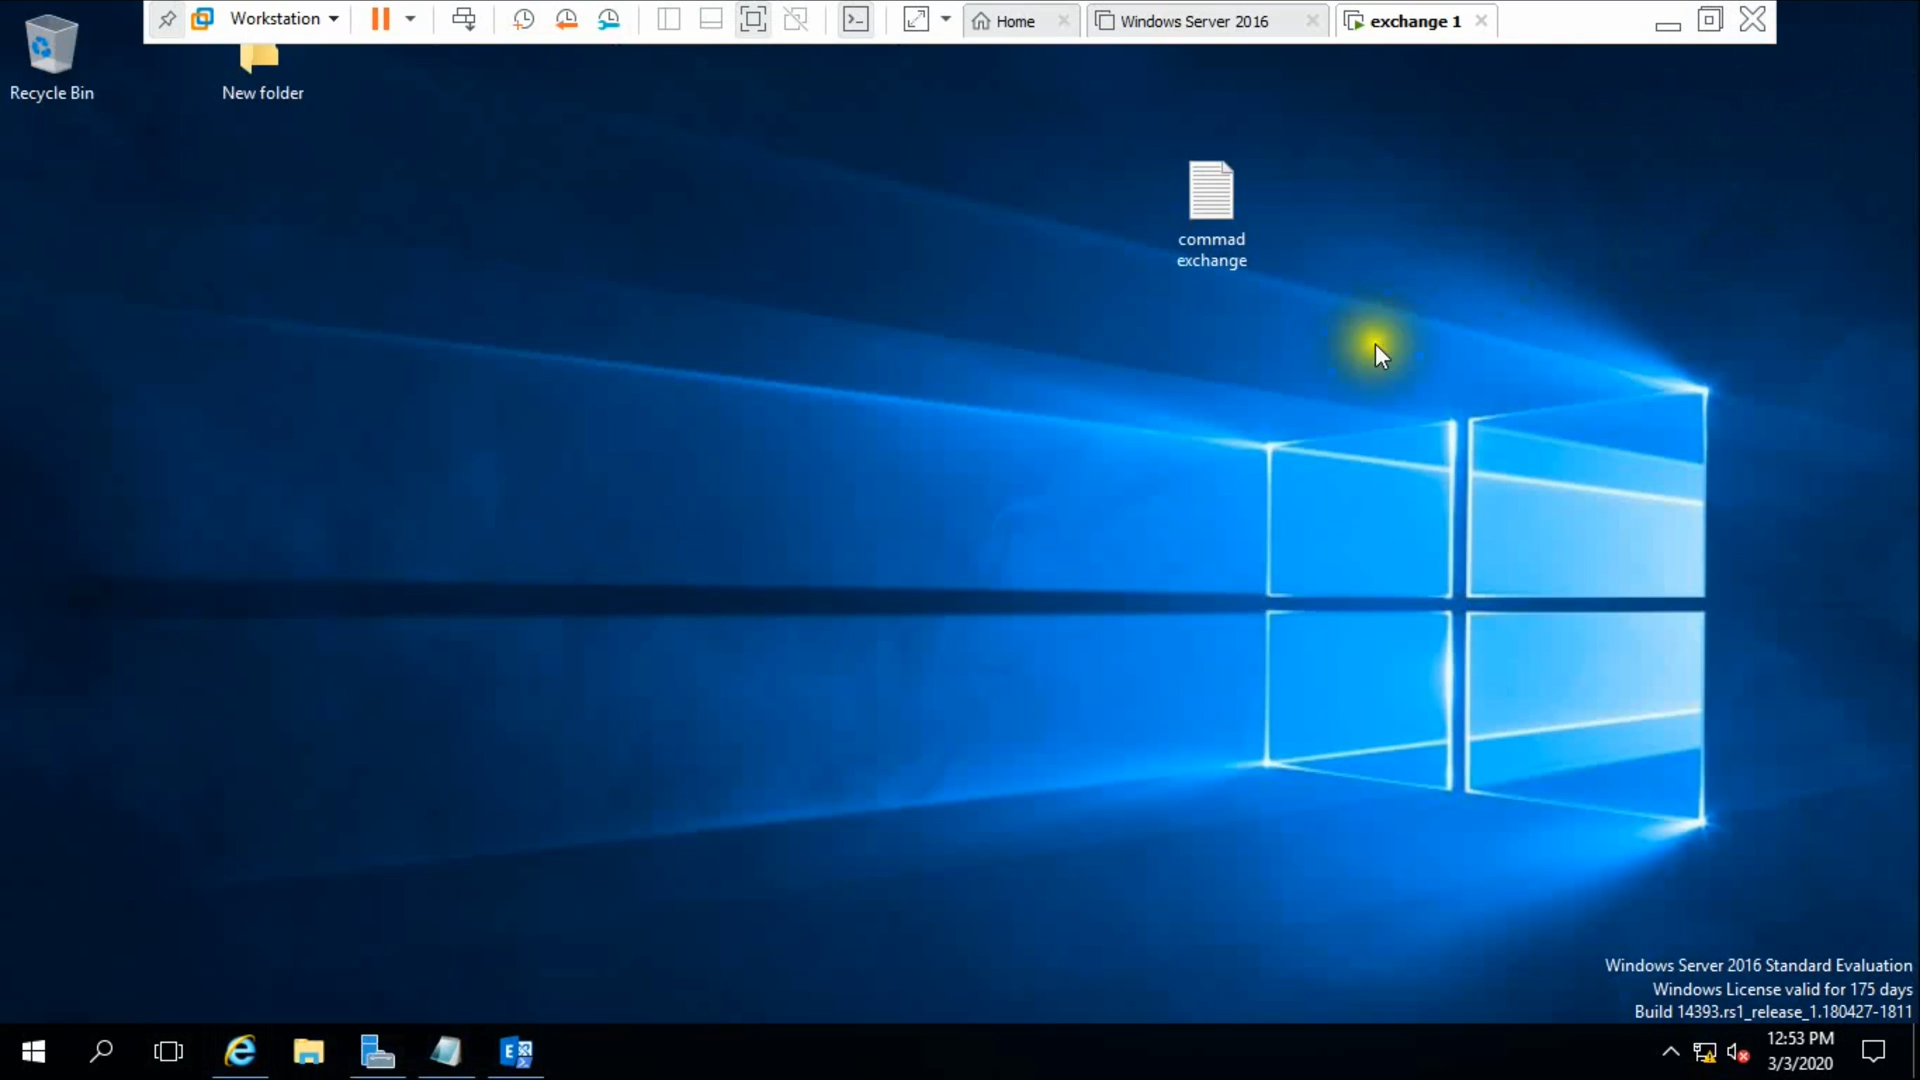 Workstation
Home
Windows Server 2016
exchange 1
Recycle Bin
New folder
commad
exchange
Windows Server 2016 Standard Evaluation
Windows License valid for 175 days
Build 14393.rs1_release_1.180427-1811
12:53 PM
3/3/2020